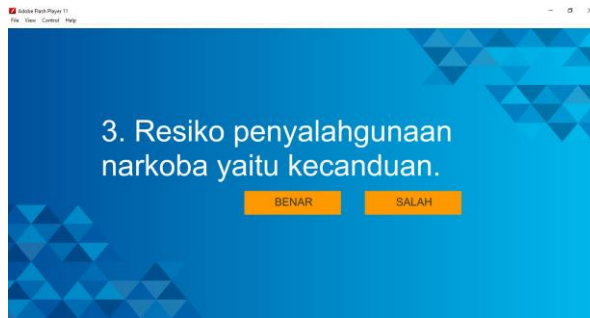 Adobe Flash Player 11
File View Control Help
3. Resiko penyalahgunaan
narkoba yaitu kecanduan.
BENAR SALAH